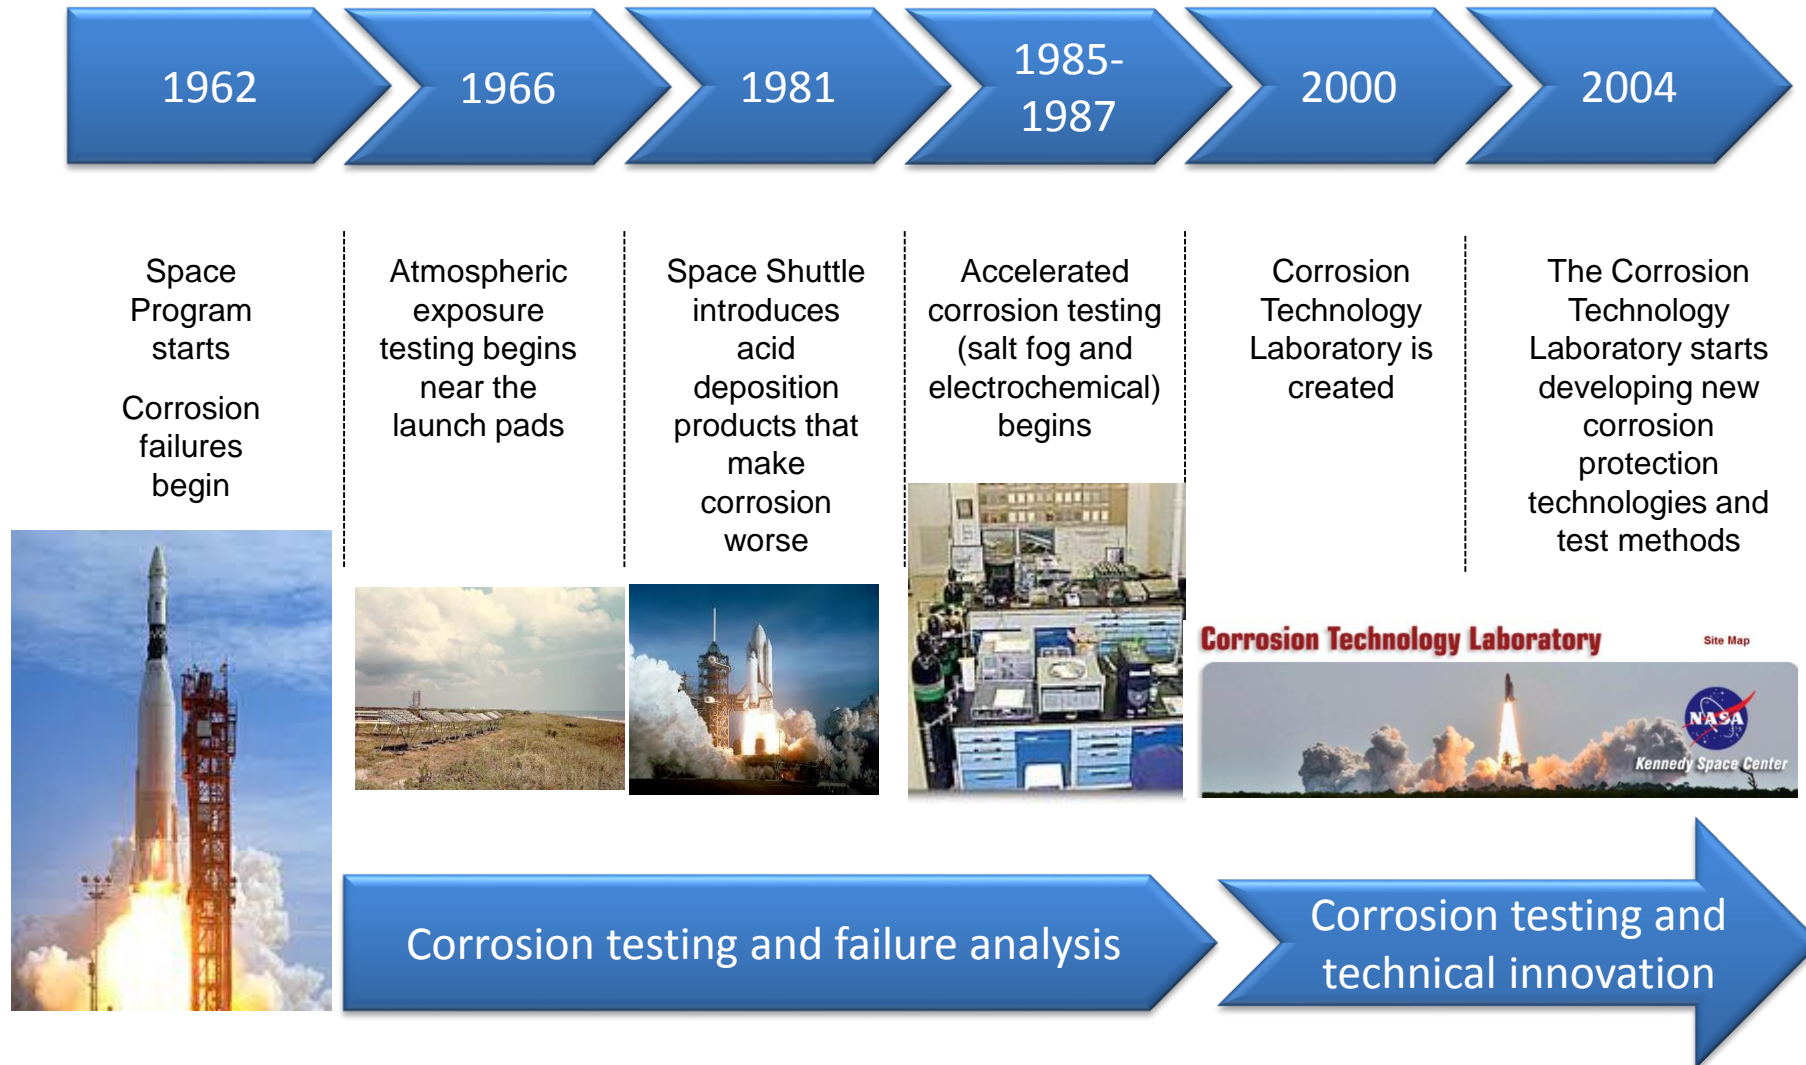 1962
1966
1981
1985-
1987
2000
2004
Space
Program
starts
Corrosion
failures
begin
Atmospheric
exposure
testing begins
near the
launch pads
Space Shuttle
introduces
acid
deposition
products that
make
corrosion
worse
Accelerated
corrosion testing
(salt fog and
electrochemical)
begins
Corrosion
Technology
Laboratory is
created
The Corrosion
Technology
Laboratory starts
developing new
corrosion
protection
technologies and
test methods
Corrosion Technology Laboratory
Site Map
NASA
Kennedy Space Center
Corrosion testing and failure analysis
Corrosion testing and
technical innovation